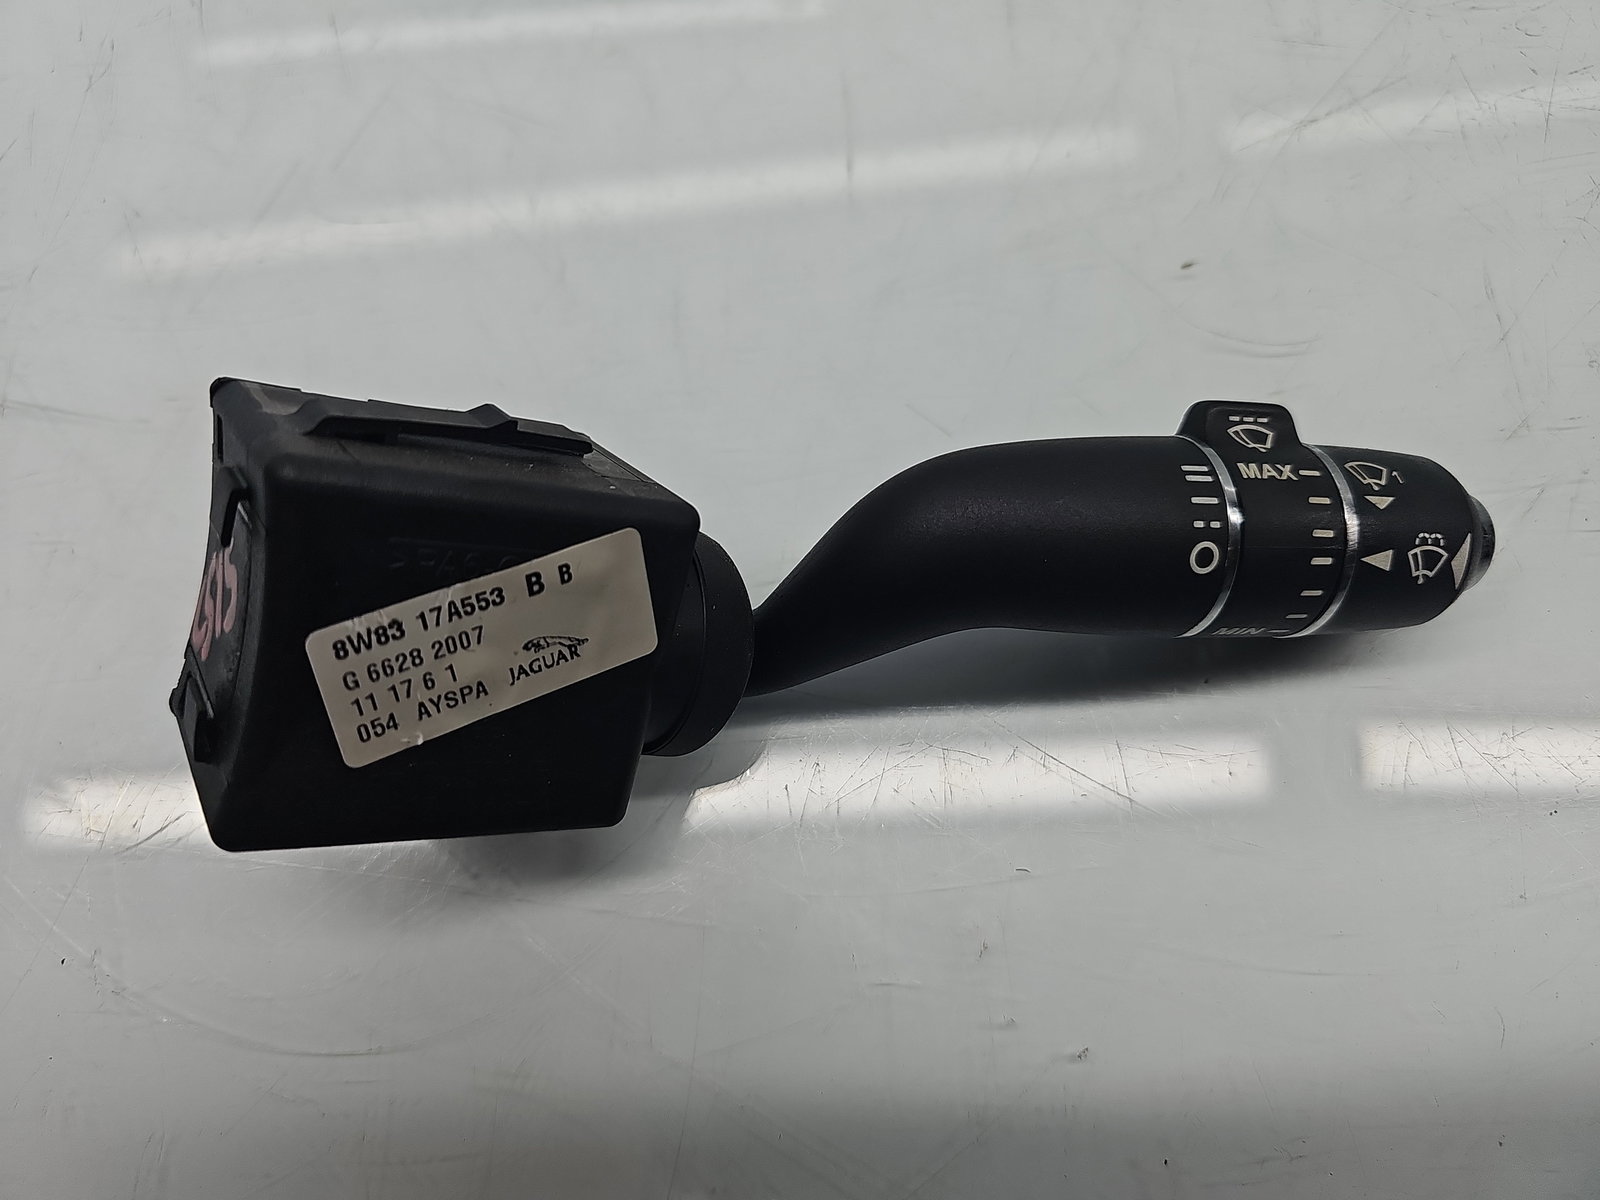 8W83 17A553 B B
G 6628 2007
11 17 6 1
054 AYSPA JAGUAR
MAX
1
MIN